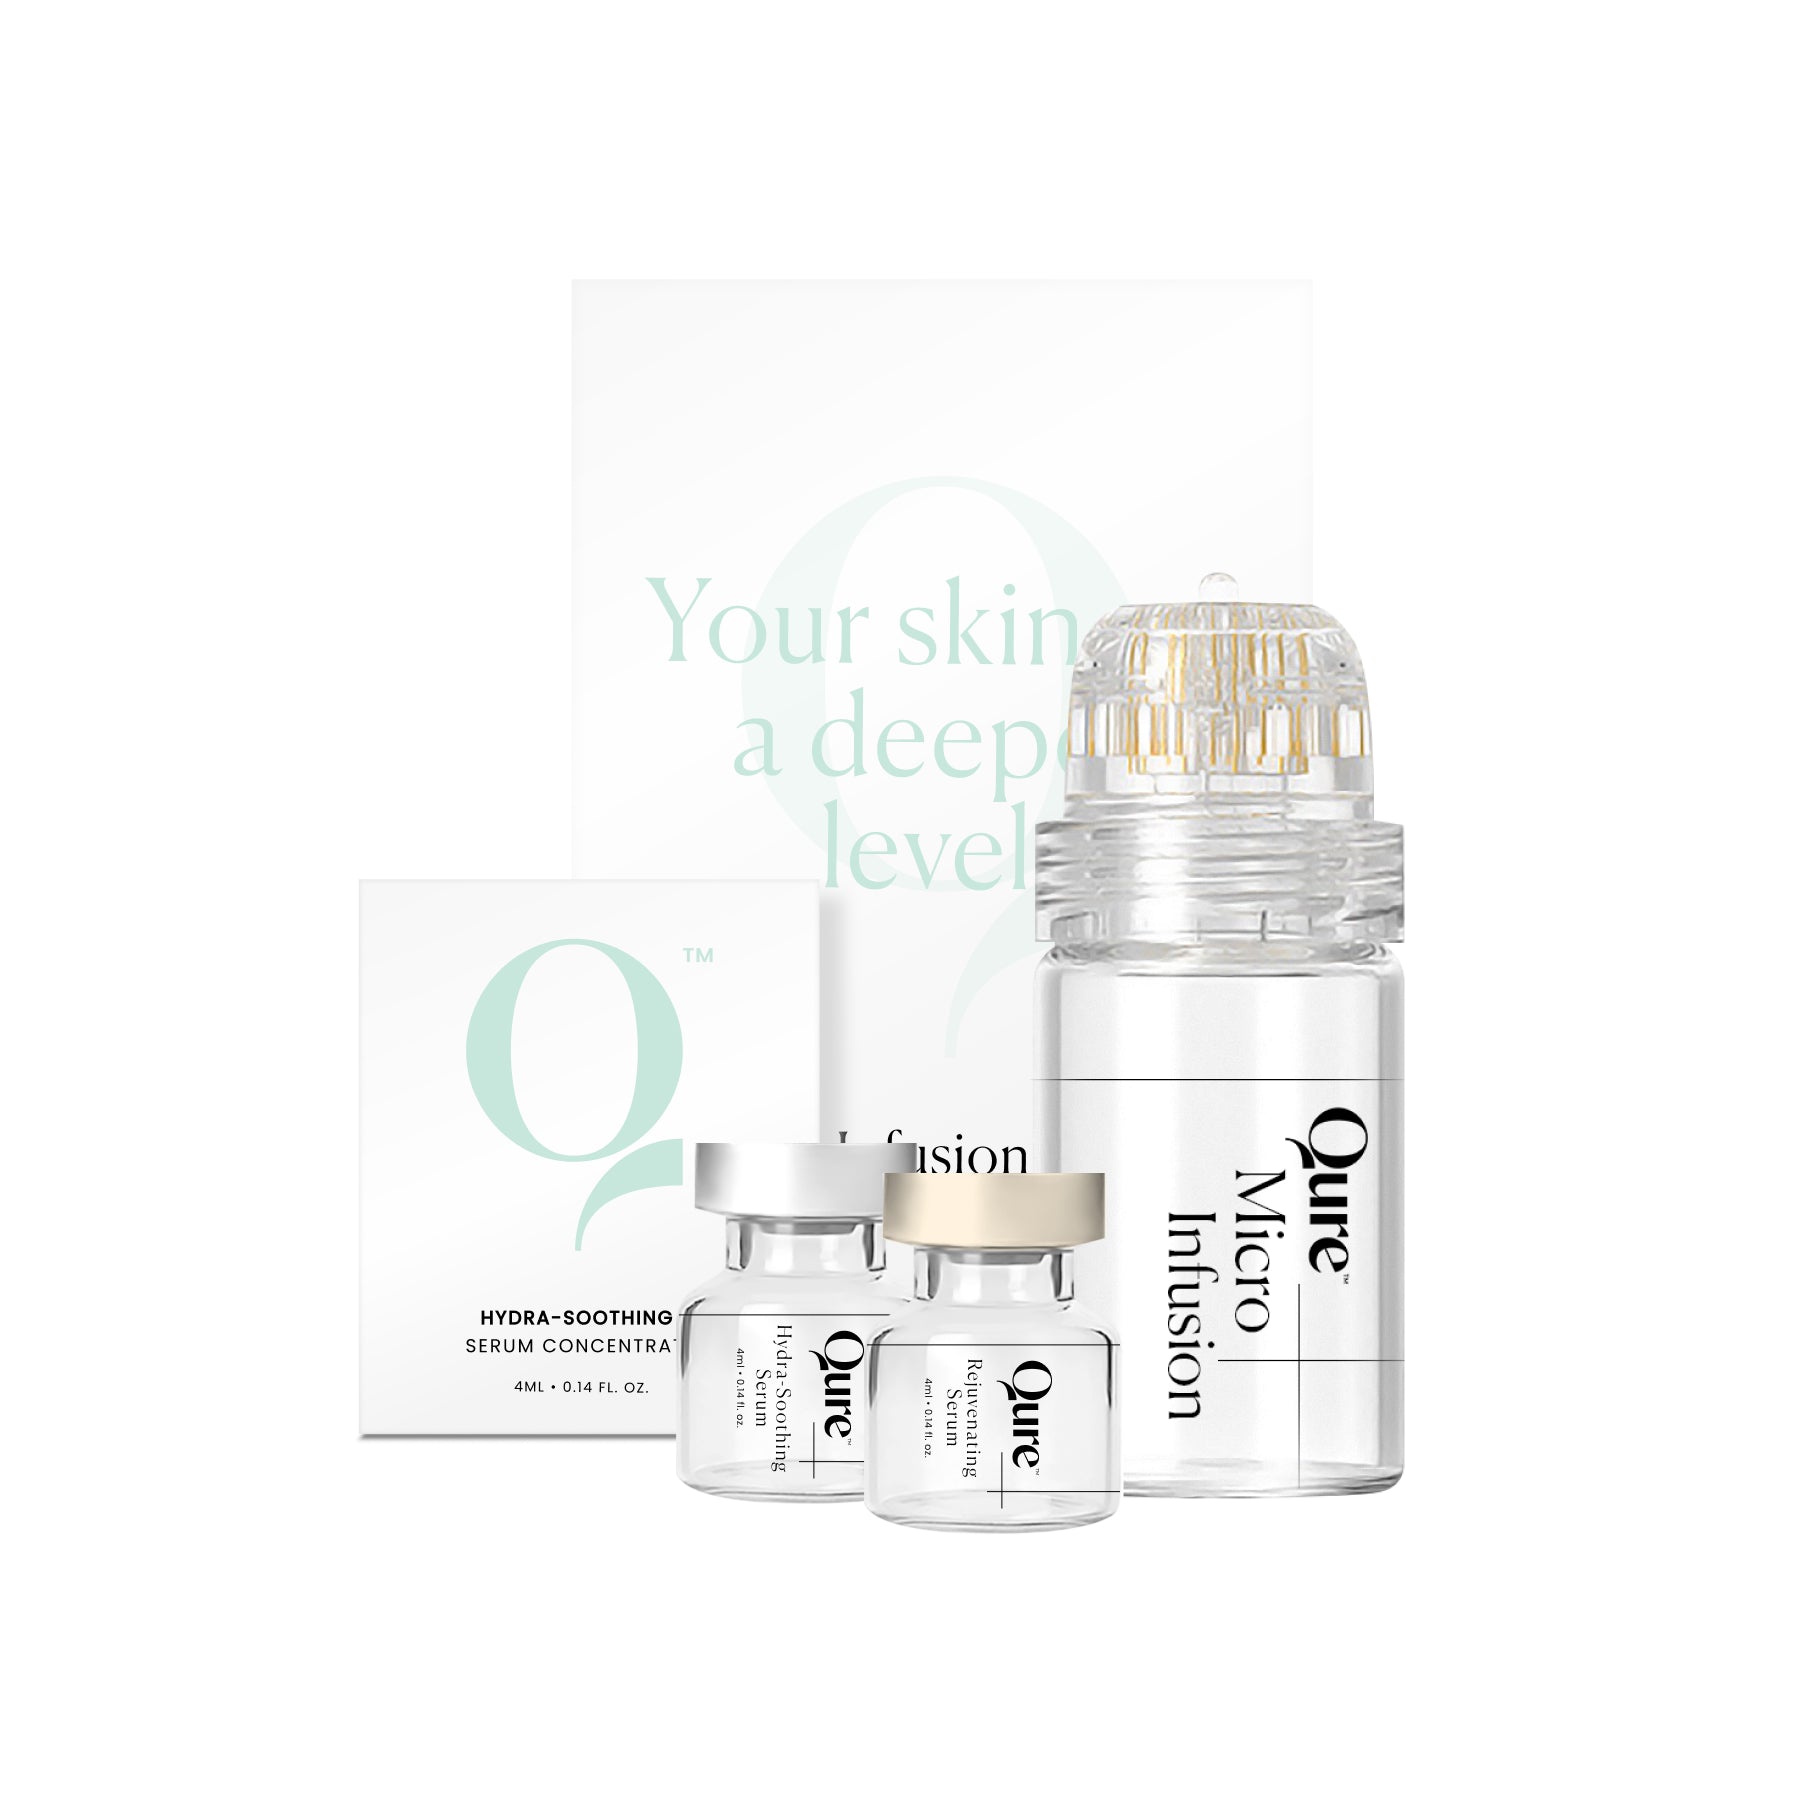 Your skin
a deepe
level
usion
Q™
HYDRA-SOOTHING
SERUM CONCENTRAT
4ML • 0.14 FL. OZ.
Qure™
Hydra-Soothing
Serum
4ml • 0.14 fl. oz.
Qure™
Rejuvenating
Serum
4ml • 0.14 fl. oz.
Qure™
Micro
Infusion